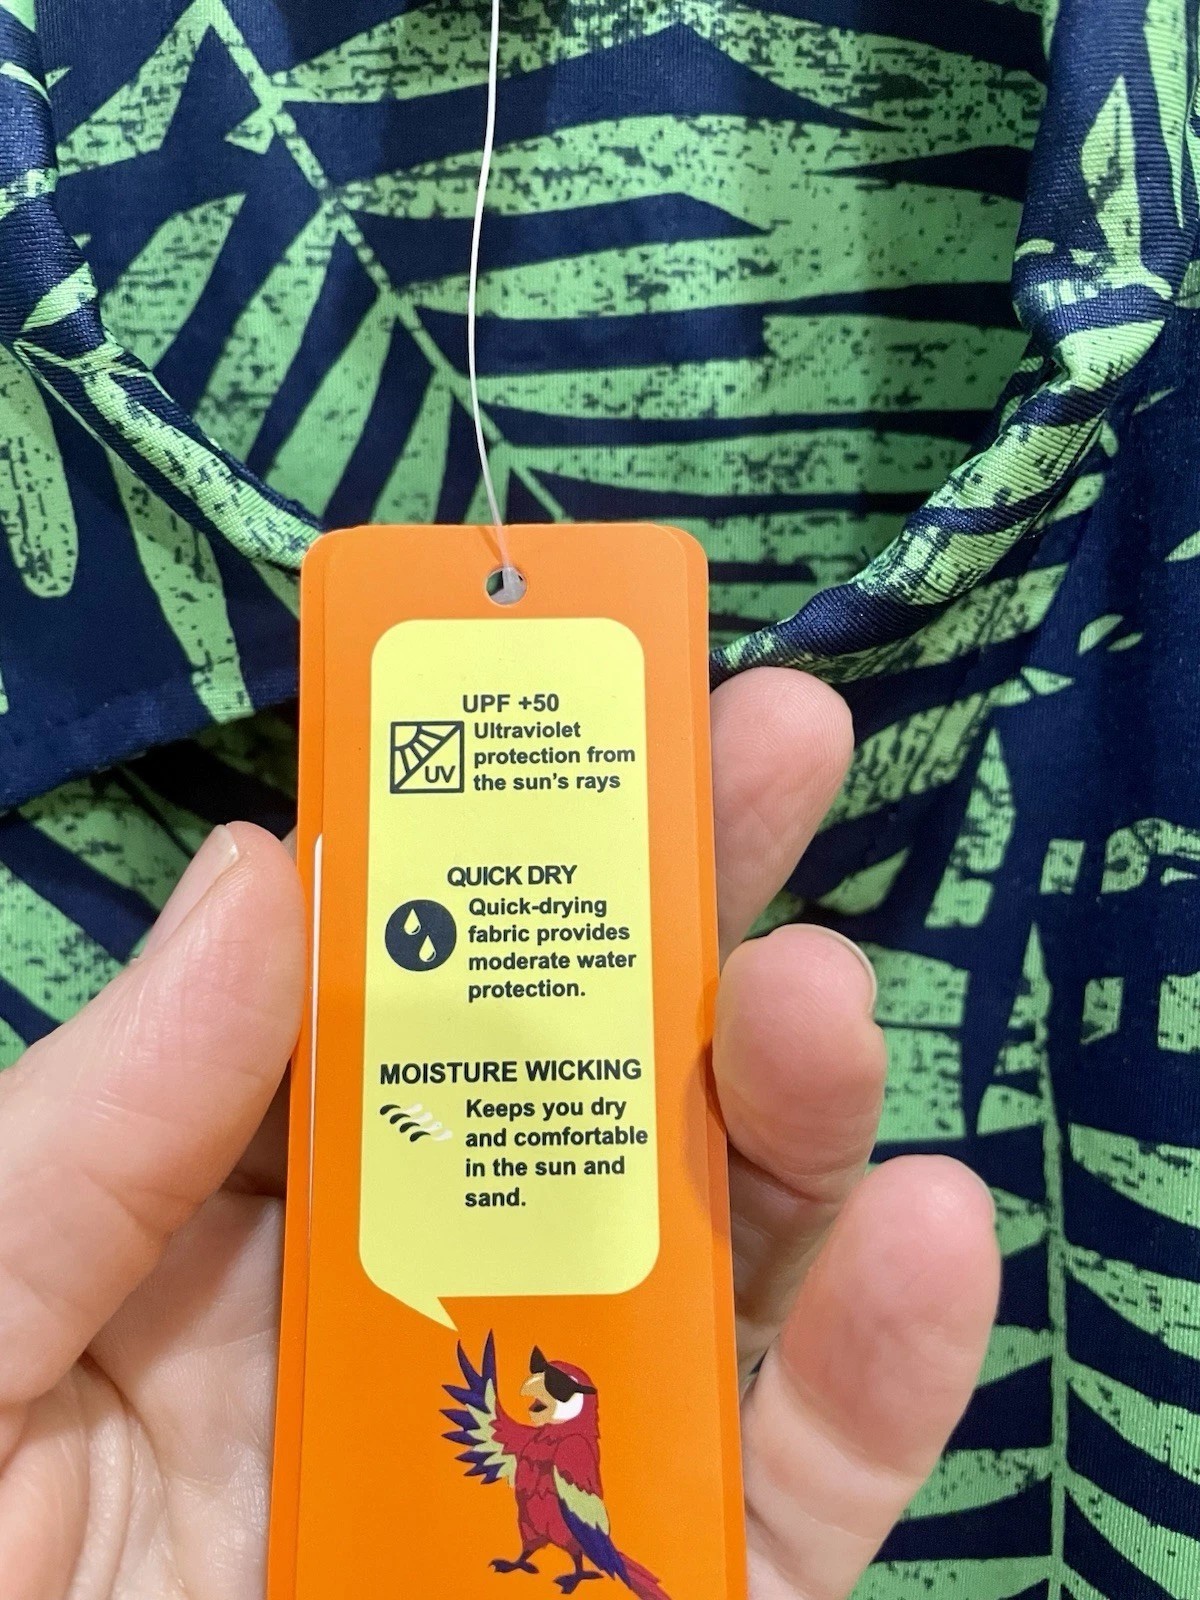 UPF +50
Ultraviolet
protection from
the sun's rays
UV
QUICK DRY
Quick-drying
fabric provides
moderate water
protection.
MOISTURE WICKING
Keeps you dry
and comfortable
in the sun and
sand.